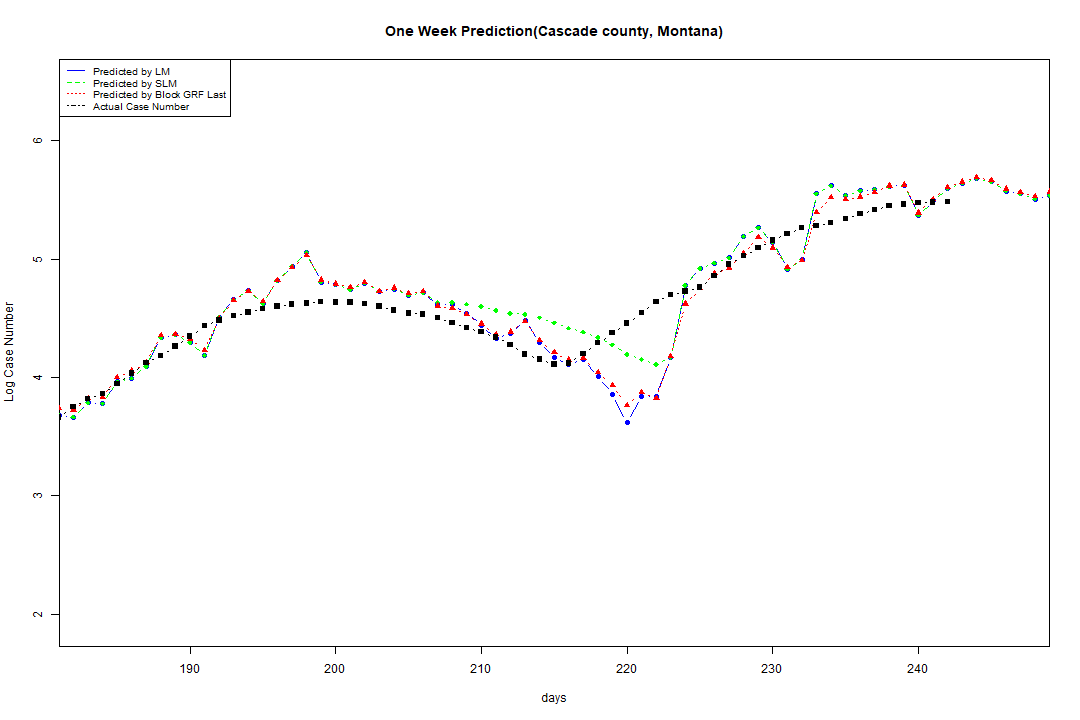 One Week Prediction(Cascade county, Montana)
Predicted by LM
Predicted by SLM
Predicted by Block GRF Last
Actual Case Number
6
5
4
3
2
Log Case Number
190
200
210
220
230
240
days